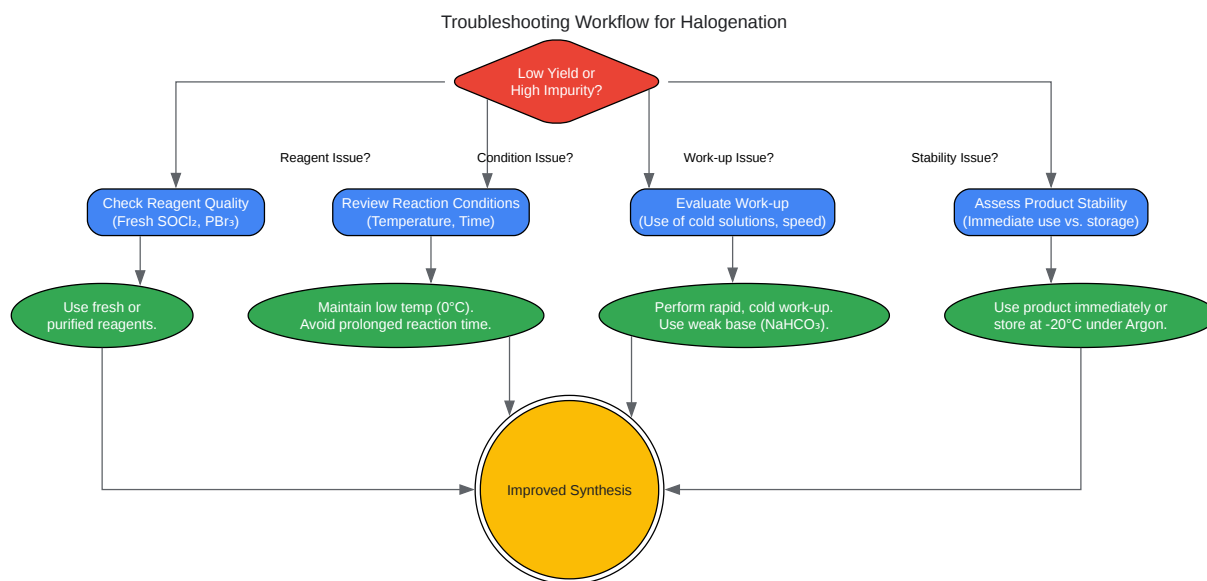 Troubleshooting Workflow for Halogenation
Low Yield or
High Impurity?
Reagent Issue?
Condition Issue?
Work-up Issue?
Stability Issue?
Check Reagent Quality
(Fresh SOCl₂, PBr₃)
Review Reaction Conditions
(Temperature, Time)
Evaluate Work-up
(Use of cold solutions, speed)
Assess Product Stability
(Immediate use vs. storage)
Use fresh or
purified reagents.
Maintain low temp (0°C).
Avoid prolonged reaction time.
Perform rapid, cold work-up.
Use weak base (NaHCO₃).
Use product immediately or
store at -20°C under Argon.
Improved Synthesis